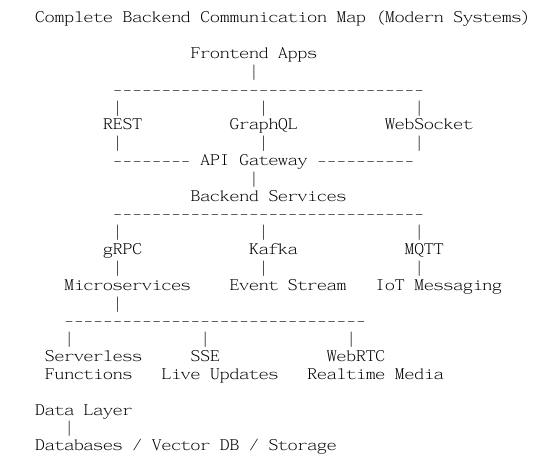 Complete Backend Communication Map (Modern Systems)
Frontend Apps
REST GraphQL WebSocket
API Gateway
Backend Services
gRPC Kafka MQTT
Microservices Event Stream IoT Messaging
Serverless SSE WebRTC
Functions Live Updates Realtime Media
Data Layer
Databases / Vector DB / Storage